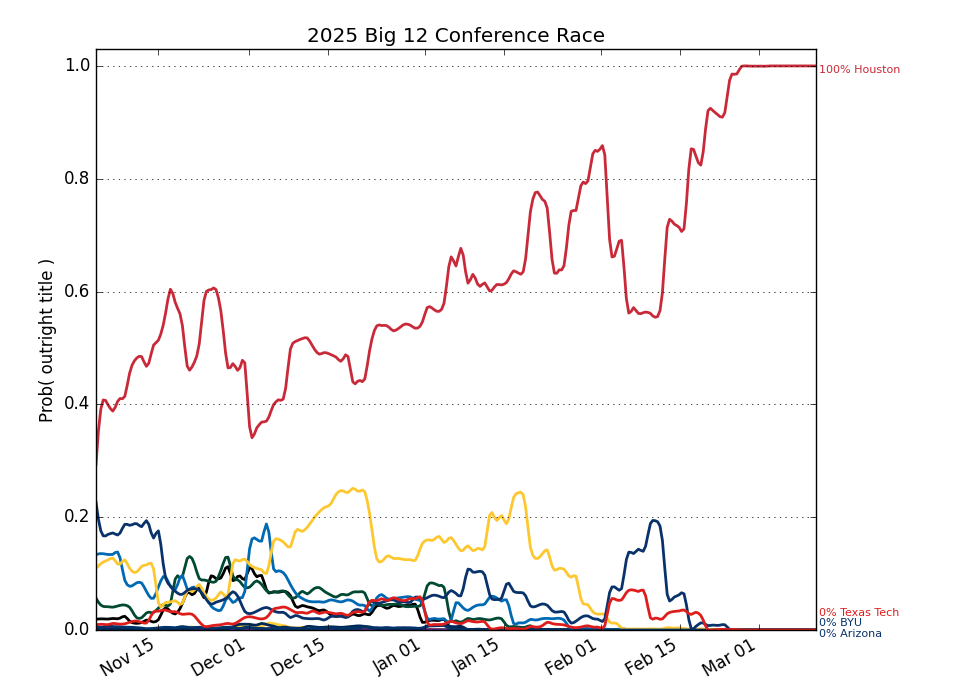 2025 Big 12 Conference Race
Prob( outright title )
1.0
0.8
0.6
0.4
0.2
0.0
Nov 15
Dec 01
Dec 15
Jan 01
Jan 15
Feb 01
Feb 15
Mar 01
100% Houston
0% Texas Tech
0% BYU
0% Arizona